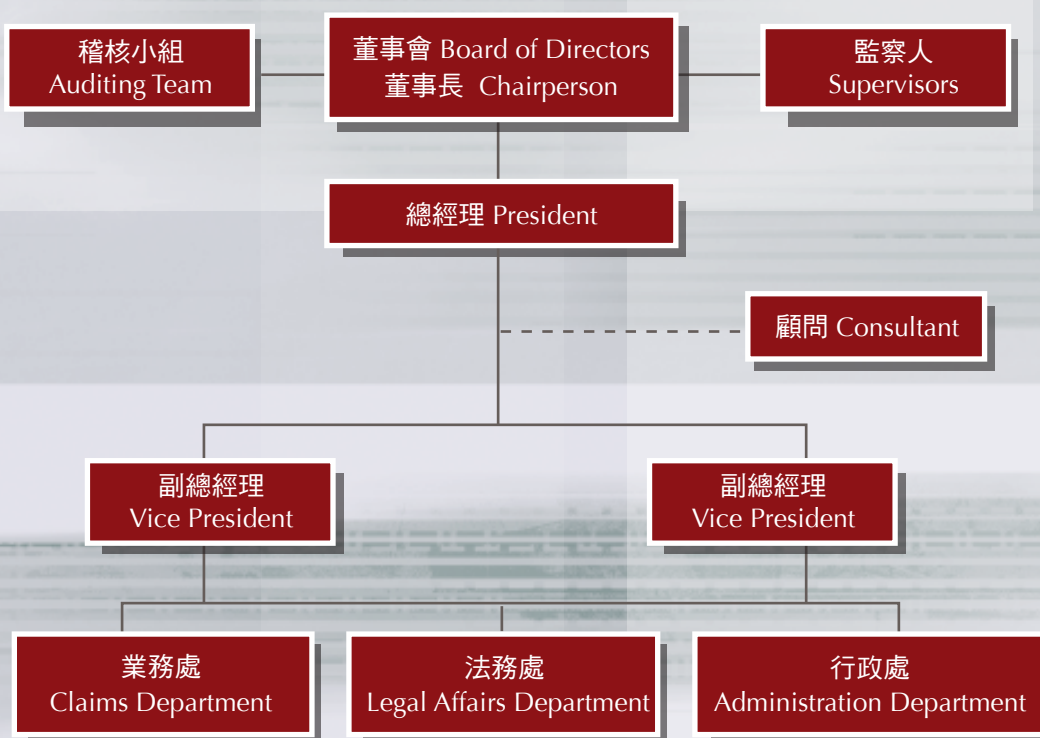 稽核小組
Auditing Team
董事會 Board of Directors
董事長 Chairperson
監察人
Supervisors
總經理 President
顧問 Consultant
副總經理
Vice President
副總經理
Vice President
業務處
Claims Department
法務處
Legal Affairs Department
行政處
Administration Department